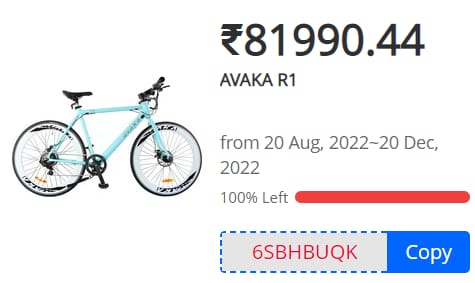 ₹81990.44
AVAKA R1
from 20 Aug, 2022~20 Dec,
2022
100% Left
6SBHBUQK Copy